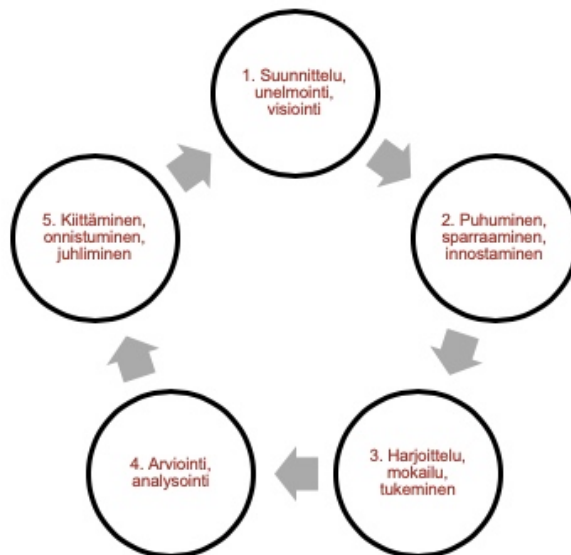 1. Suunnittelu,
unelmointi,
visiointi
2. Puhuminen,
sparraaminen,
innostaminen
3. Harjoittelu,
mokailu,
tukeminen
4. Arviointi,
analysointi
5. Kiittäminen,
onnistuminen,
juhliminen